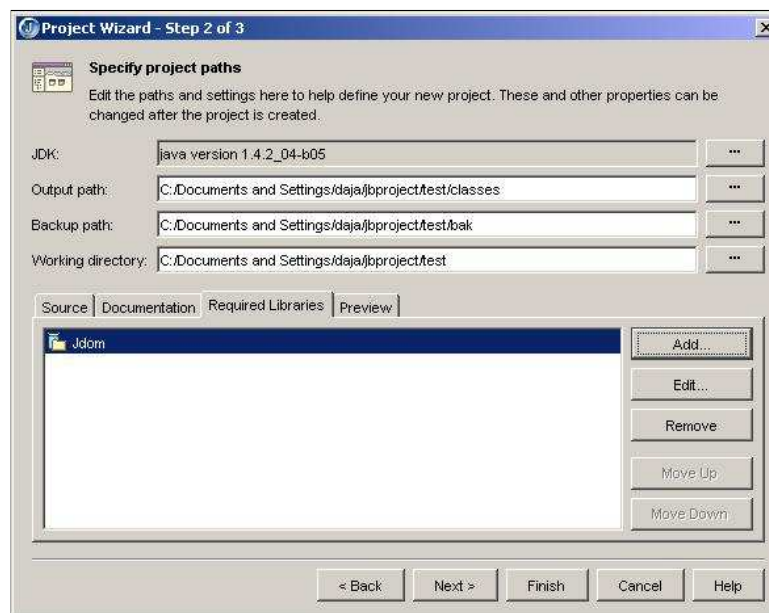 Project Wizard - Step 2 of 3
Specify project paths
Edit the paths and settings here to help define your new project. These and other properties can be
changed after the project is created.
JDK: java version 1.4.2_04-b05 ...
Output path: C:/Documents and Settings/daja/jbproject/test/classes ...
Backup path: C:/Documents and Settings/daja/jbproject/test/bak ...
Working directory: C:/Documents and Settings/daja/jbproject/test ...
Source Documentation Required Libraries Preview
Jdom
Add...
Edit...
Remove
Move Up
Move Down
< Back Next > Finish Cancel Help